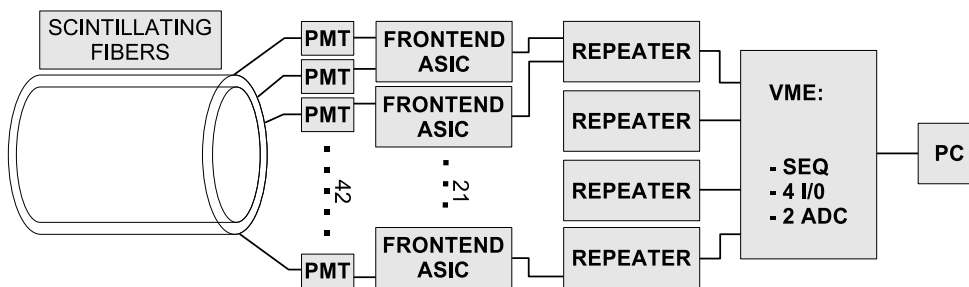 SCINTILLATING
FIBERS
PMT
PMT
PMT
42
PMT
FRONTEND
ASIC
FRONTEND
ASIC
21
FRONTEND
ASIC
REPEATER
REPEATER
REPEATER
REPEATER
VME:
- SEQ
- 4 I/0
- 2 ADC
PC